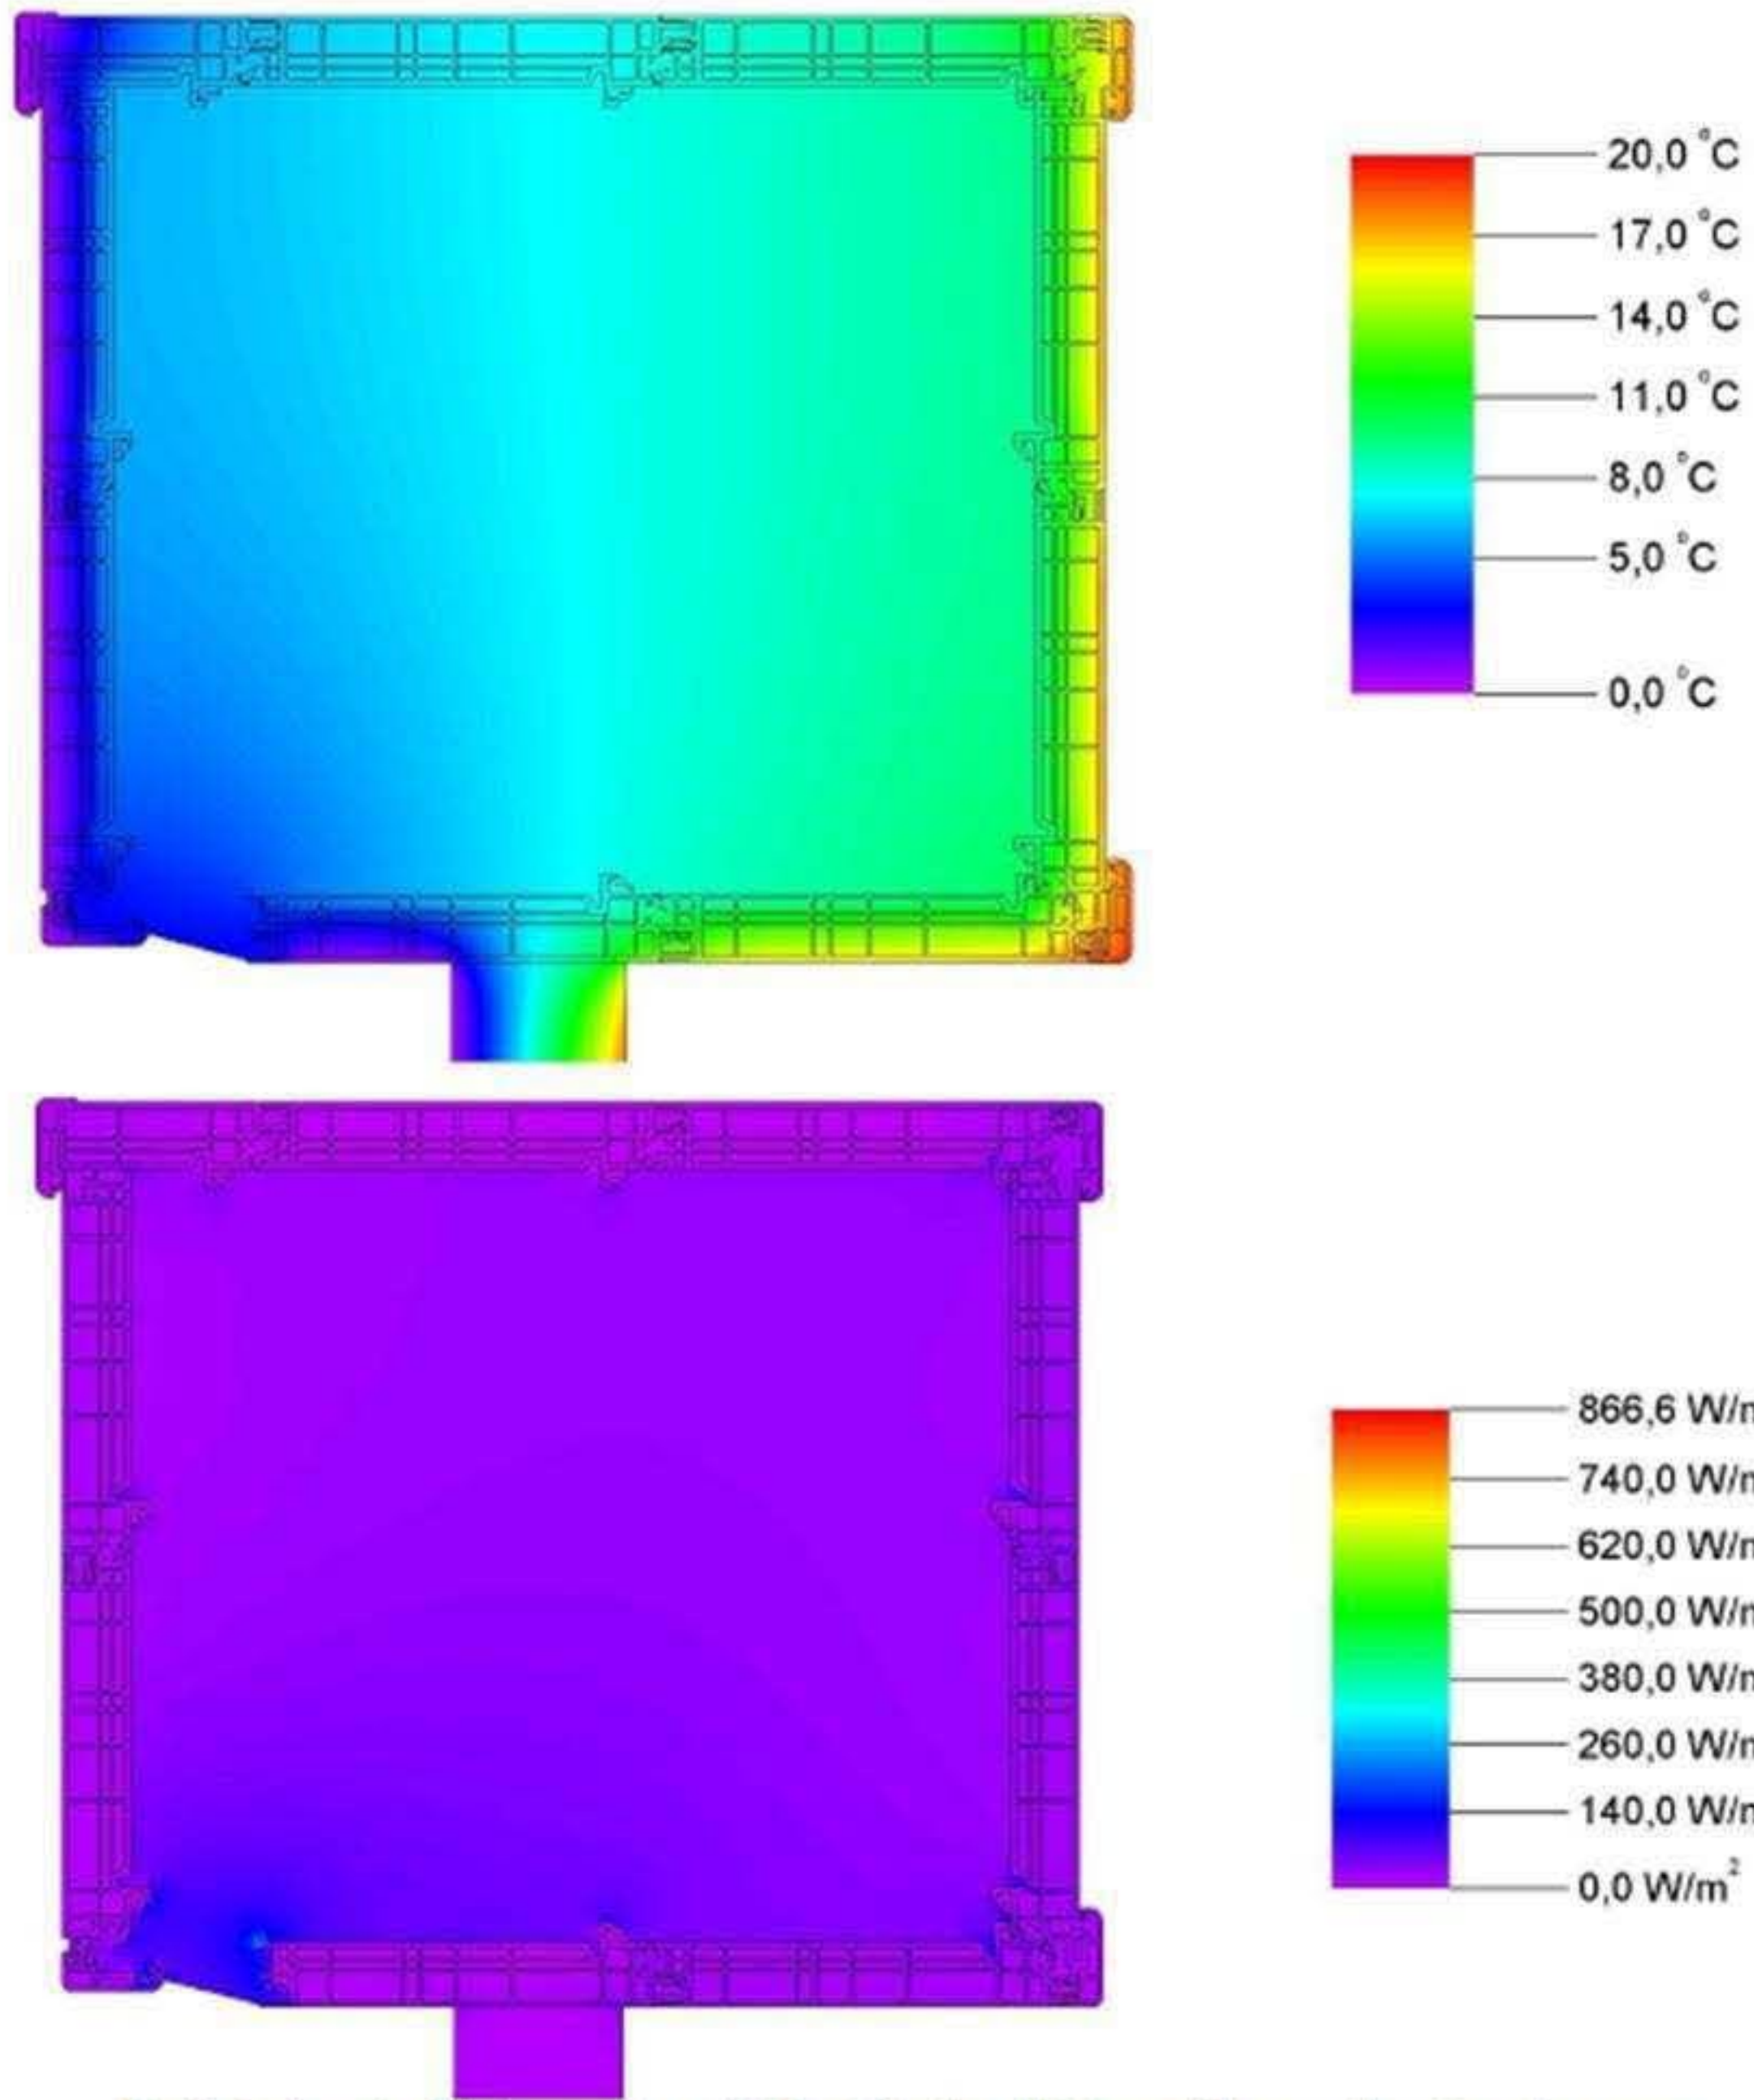 20,0 °C
17,0 °C
14,0 °C
11,0 °C
8,0 °C
5,0 °C
0,0 °C
866,6 W/
740,0 W/
620,0 W/
500,0 W/
380,0 W/
260,0 W/
140,0 W/
0,0 W/m²